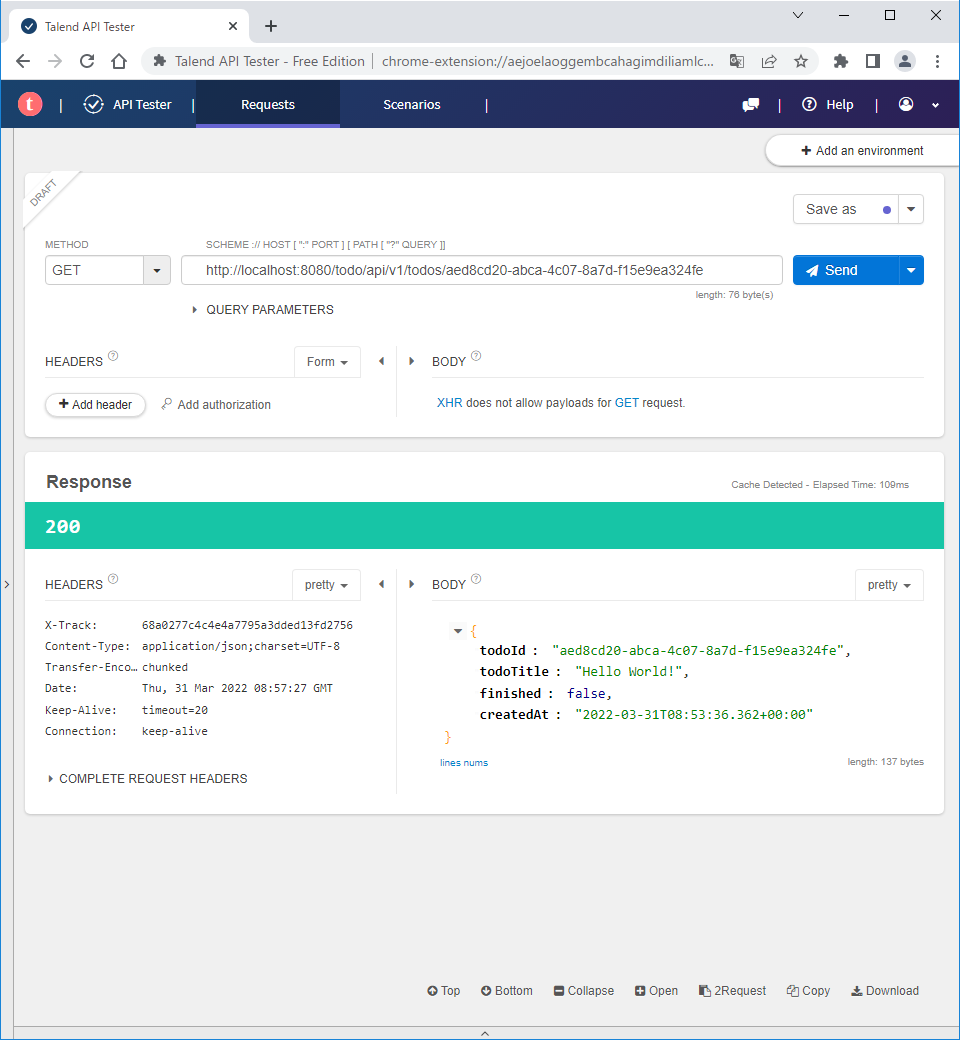 Talend API Tester
Talend API Tester - Free Edition | chrome-extension://aejoelaoggembcahagimdiliamlc...
t | API Tester | Requests Scenarios | | Help |
+ Add an environment
DRAFT
Save as
METHOD SCHEME :// HOST [ ":" PORT ] [ PATH [ "?" QUERY ]]
GET http://localhost:8080/todo/api/v1/todos/aed8cd20-abca-4c07-8a7d-f15e9ea324fe Send
length: 76 byte(s)
QUERY PARAMETERS
HEADERS ? Form BODY ?
+ Add header Add authorization XHR does not allow payloads for GET request.
Response
Cache Detected - Elapsed Time: 109ms
200
HEADERS ? pretty BODY ? pretty
X-Track: 68a0277c4c4e4a7795a3dded13fd2756
Content-Type: application/json;charset=UTF-8
Transfer-Enco… chunked
Date: Thu, 31 Mar 2022 08:57:27 GMT
Keep-Alive: timeout=20
Connection: keep-alive
COMPLETE REQUEST HEADERS
{
todoId : "aed8cd20-abca-4c07-8a7d-f15e9ea324fe",
todoTitle : "Hello World!",
finished : false,
createdAt : "2022-03-31T08:53:36.362+00:00"
}
lines nums length: 137 bytes
Top Bottom Collapse Open 2Request Copy Download